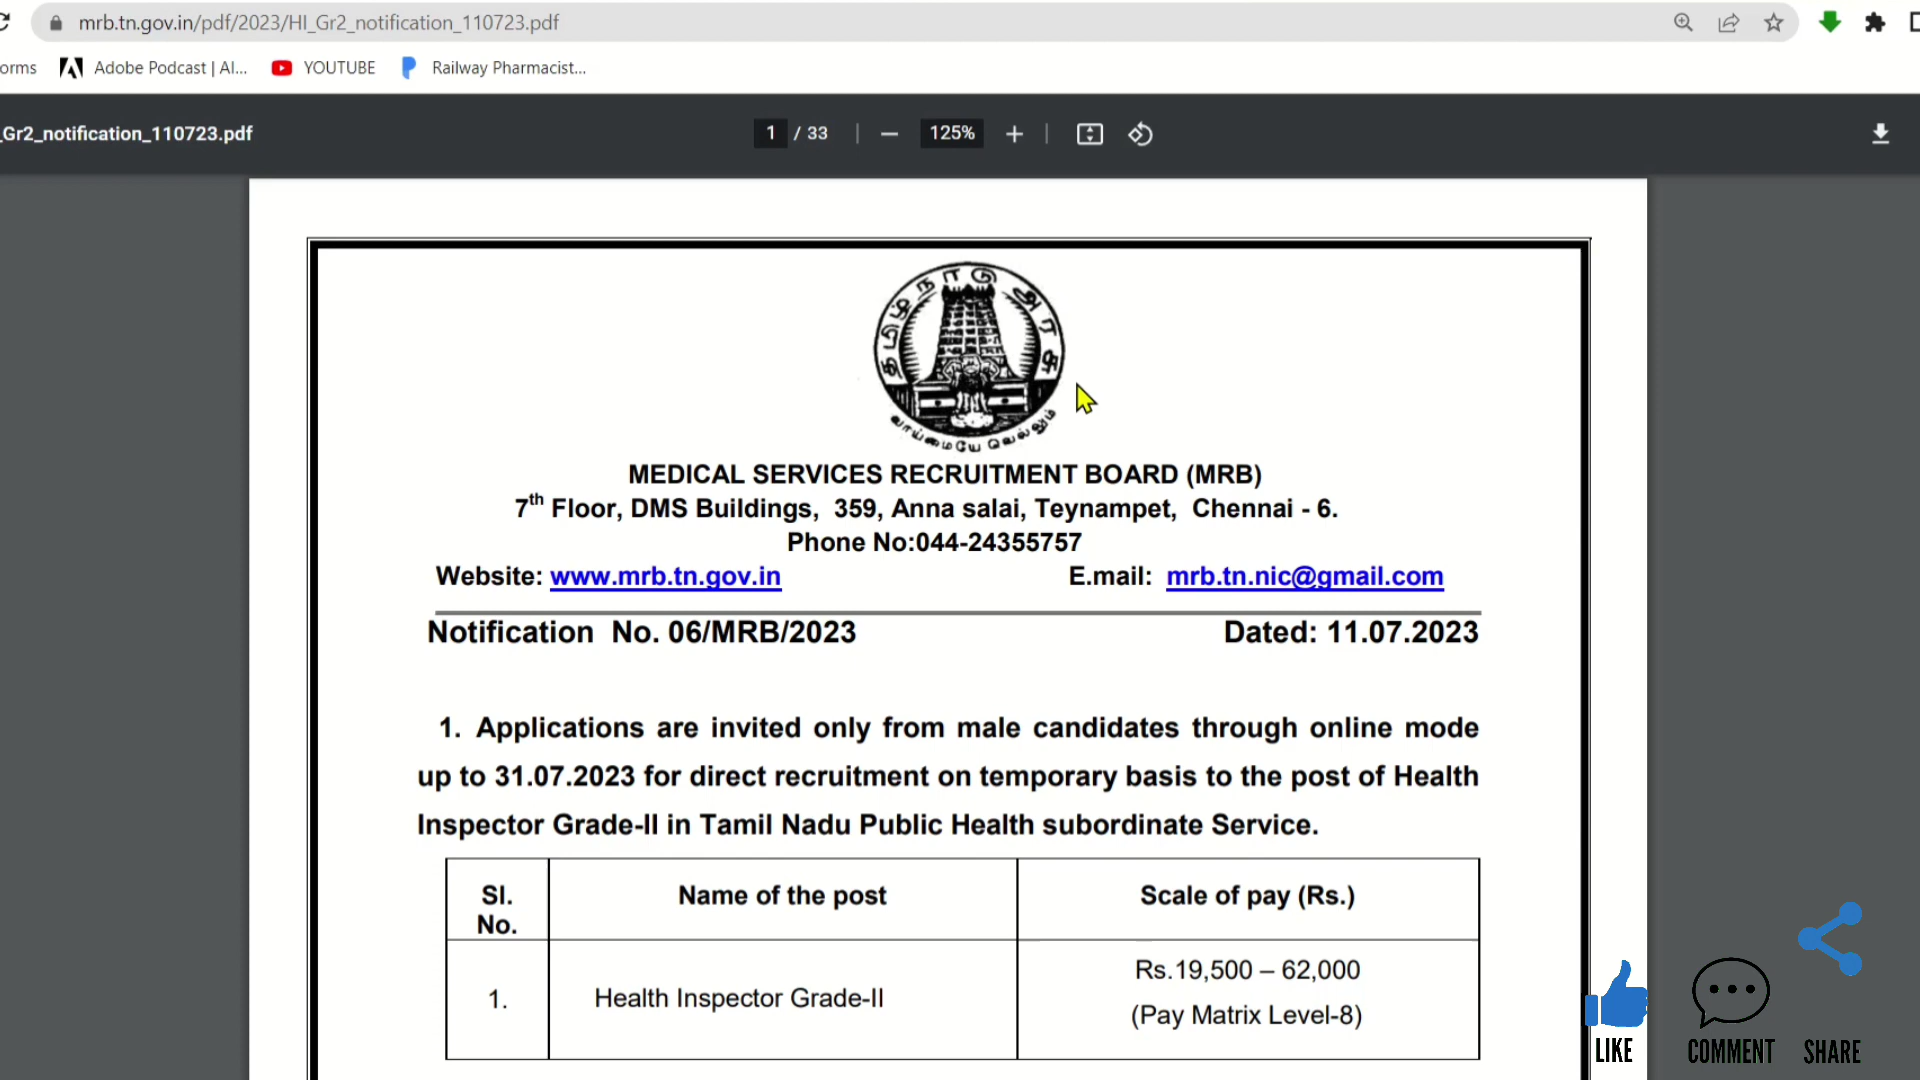 mrb.tn.gov.in/pdf/2023/HI_Gr2_notification_110723.pdf
orms Adobe Podcast | AI... YOUTUBE Railway Pharmacist...
_Gr2_notification_110723.pdf 1 / 33 125%
தமிழ்நாடு அரசு
வாய்மையே வெல்லும்
MEDICAL SERVICES RECRUITMENT BOARD (MRB)
7th Floor, DMS Buildings, 359, Anna salai, Teynampet, Chennai - 6.
Phone No:044-24355757
Website: www.mrb.tn.gov.in E.mail: mrb.tn.nic@gmail.com
Notification No. 06/MRB/2023 Dated: 11.07.2023
1. Applications are invited only from male candidates through online mode
up to 31.07.2023 for direct recruitment on temporary basis to the post of Health
Inspector Grade-II in Tamil Nadu Public Health subordinate Service.
Sl. No. Name of the post Scale of pay (Rs.)
1. Health Inspector Grade-II Rs.19,500 – 62,000
(Pay Matrix Level-8)
LIKE COMMENT SHARE